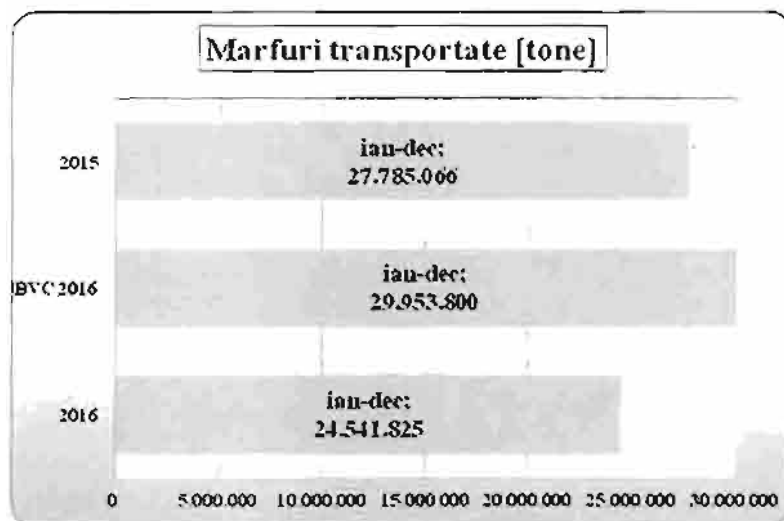 Marfuri transportate [tone]
2015
ian-dec:
27.785.066
BVC 2016
ian-dec:
29.953.800
2016
ian-dec:
24.541.825
0 5.000.000 10.000.000 15.000.000 20.000.000 25.000.000 30.000.000